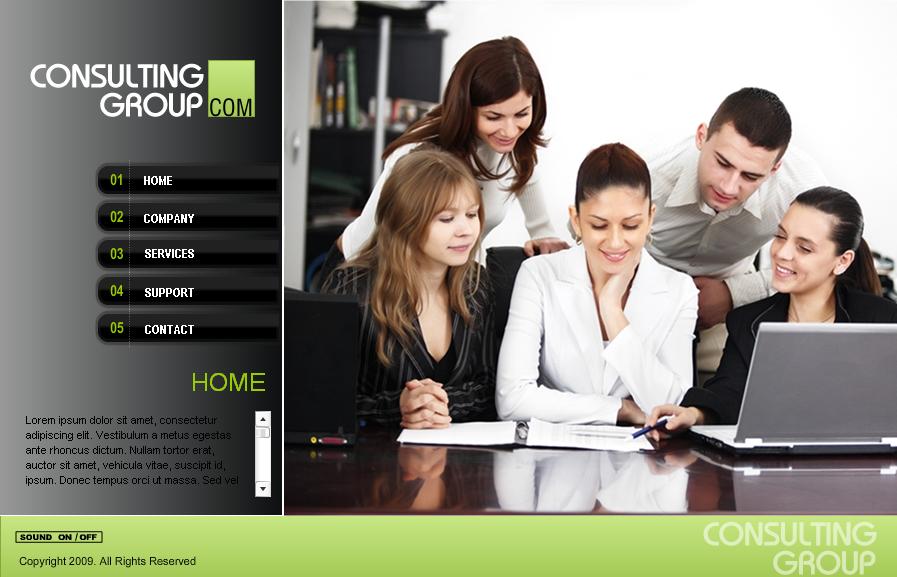 CONSULTING
GROUP.COM
01 HOME
02 COMPANY
03 SERVICES
04 SUPPORT
05 CONTACT
HOME
Lorem ipsum dolor sit amet, consectetur
adipiscing elit. Vestibulum a metus egestas
ante rhoncus dictum. Nullam tortor erat,
auctor sit amet, vehicula vitae, suscipit id,
ipsum. Donec tempus orci ut massa. Sed vel
SOUND ON / OFF
Copyright 2009. All Rights Reserved
CONSULTING
GROUP